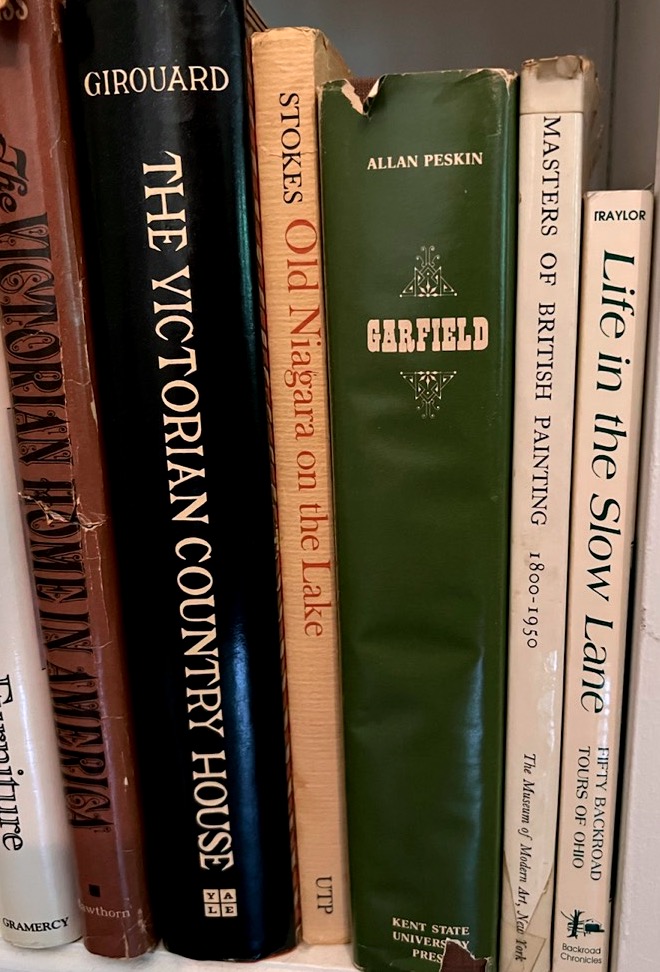 Furniture
GRAMERCY
The VICTORIAN HOME IN AMERICA
GIROUARD
THE VICTORIAN COUNTRY HOUSE
YA
LE
STOKES Old Niagara on the Lake
UTP
ALLAN PESKIN
GARFIELD
KENT STATE
UNIVERSITY
MASTERS OF BRITISH PAINTING 1800-1950
The Museum of Modern Art, New York
TRAYLOR
Life in the Slow Lane
FIFTY BACKROAD
TOURS OF OHIO
Backroad
Chronicles